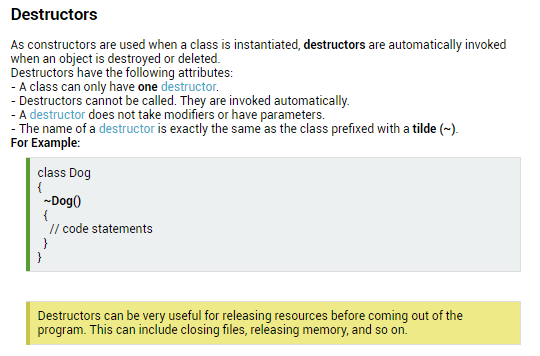 Destructors
As constructors are used when a class is instantiated, destructors are automatically invoked
when an object is destroyed or deleted.
Destructors have the following attributes:
- A class can only have one destructor.
- Destructors cannot be called. They are invoked automatically.
- A destructor does not take modifiers or have parameters.
- The name of a destructor is exactly the same as the class prefixed with a tilde (~).
For Example:
class Dog
{
~Dog()
{
// code statements
}
}
Destructors can be very useful for releasing resources before coming out of the
program. This can include closing files, releasing memory, and so on.